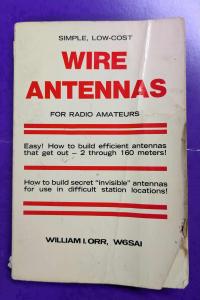 SIMPLE, LOW-COST
WIRE
ANTENNAS
FOR RADIO AMATEURS
Easy! How to build efficient antennas
that get out — 2 through 160 meters!
How to build secret "invisible" antennas
for use in difficult station locations!
WILLIAM I. ORR, W6SAI